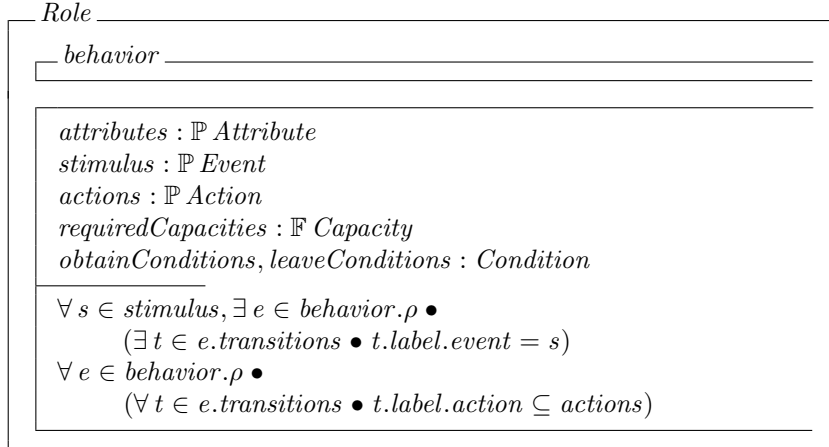 Role
behavior
attributes : ℙ Attribute
stimulus : ℙ Event
actions : ℙ Action
requiredCapacities : 𝔽 Capacity
obtainConditions, leaveConditions : Condition
∀ s ∈ stimulus, ∃ e ∈ behavior.ρ •
(∃ t ∈ e.transitions • t.label.event = s)
∀ e ∈ behavior.ρ •
(∀ t ∈ e.transitions • t.label.action ⊆ actions)